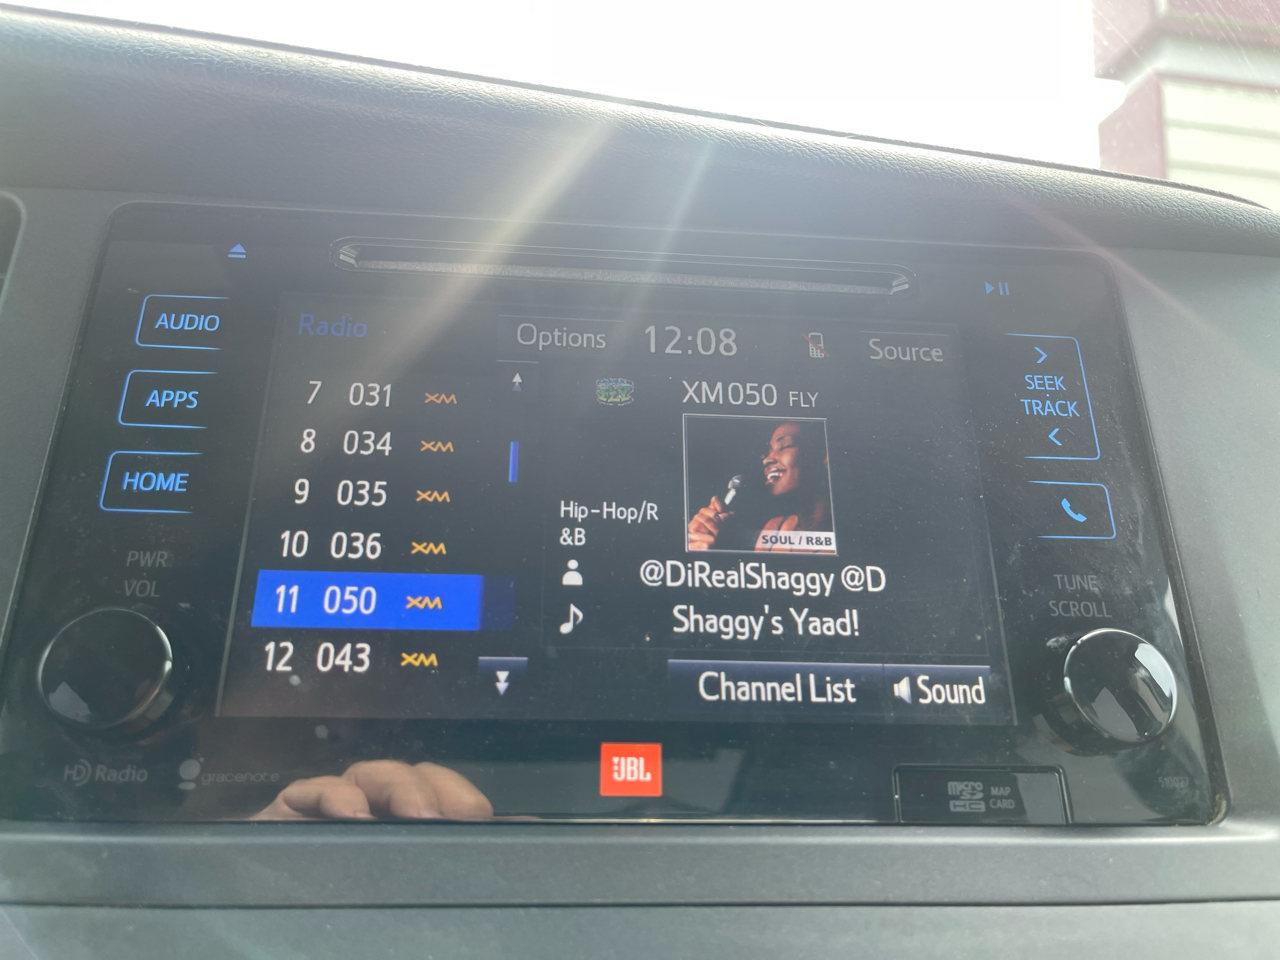 AUDIO
APPS
HOME
PWR
VOL
Radio
Options
12:08
Source
7 031 XM
8 034 XM
9 035 XM
10 036 XM
11 050 XM
12 043 XM
XM050 FLY
SOUL / R&B
Hip-Hop/R
&B
@DiRealShaggy @D
Shaggy's Yaad!
Channel List
Sound
SEEK
TRACK
TUNE
SCROLL
HD Radio
gracenote
JBL
micro
SD
HC
MAP
CARD